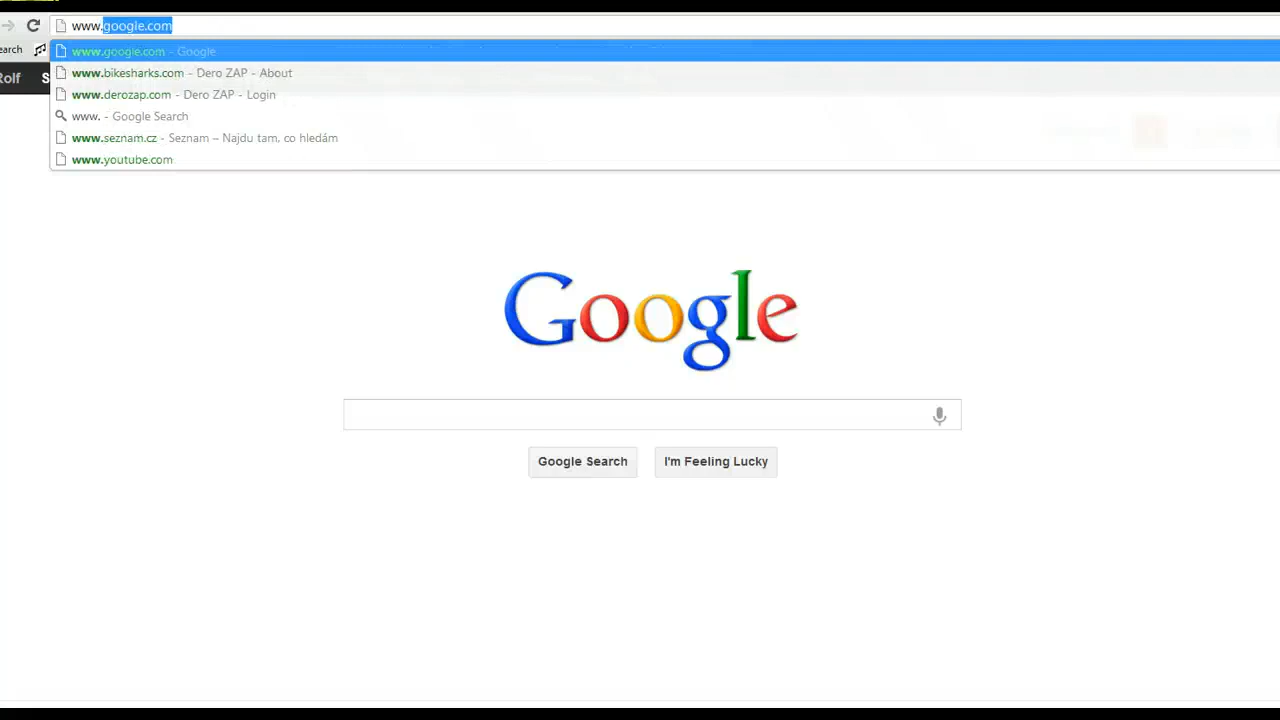 www.google.com
earch
www.google.com - Google
Rolf S
www.bikesharks.com - Dero ZAP - About
www.derozap.com - Dero ZAP - Login
www. - Google Search
www.seznam.cz - Seznam – Najdu tam, co hledám
www.youtube.com
Google
Google Search I'm Feeling Lucky